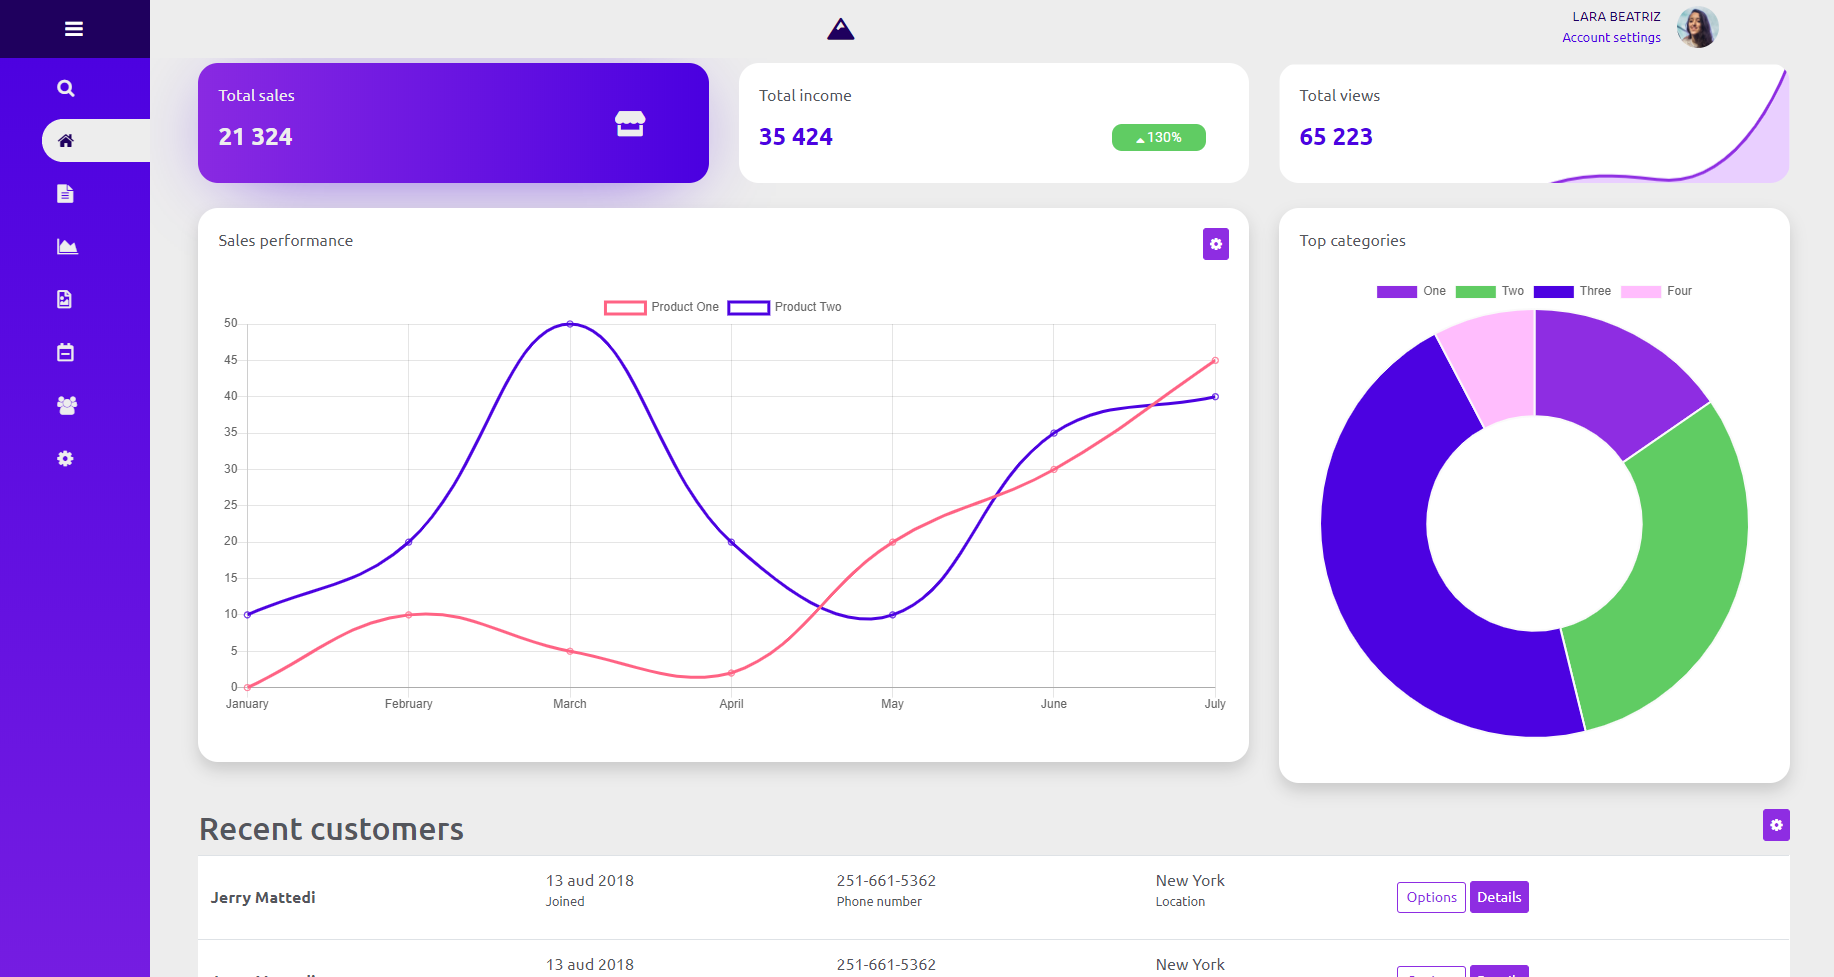 LARA BEATRIZ
Account settings
Total sales
21 324
Total income
35 424
130%
Total views
65 223
Sales performance
Product One Product Two
50
45
40
35
30
25
20
15
10
5
0
January February March April May June July
Top categories
One Two Three Four
Recent customers
Jerry Mattedi
13 aud 2018
Joined
251-661-5362
Phone number
New York
Location
Options Details
13 aud 2018
251-661-5362
New York